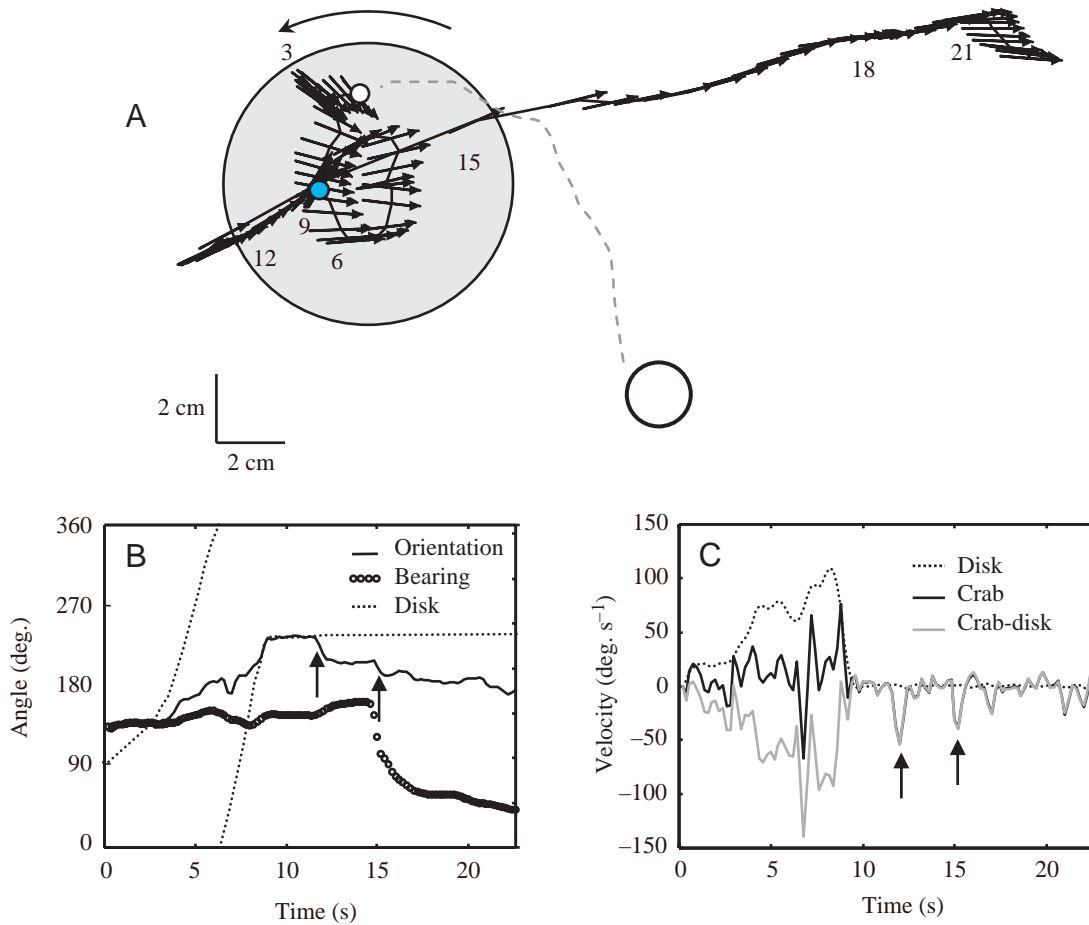 A
3
15
18
21
9
12
6
2 cm
2 cm
B
Orientation
Bearing
Disk
Angle (deg.)
360
270
180
90
0
0 5 10 15 20
Time (s)
C
Disk
Crab
Crab-disk
Velocity (deg. s–1)
150
100
50
0
–50
–100
–150
0 5 10 15 20
Time (s)